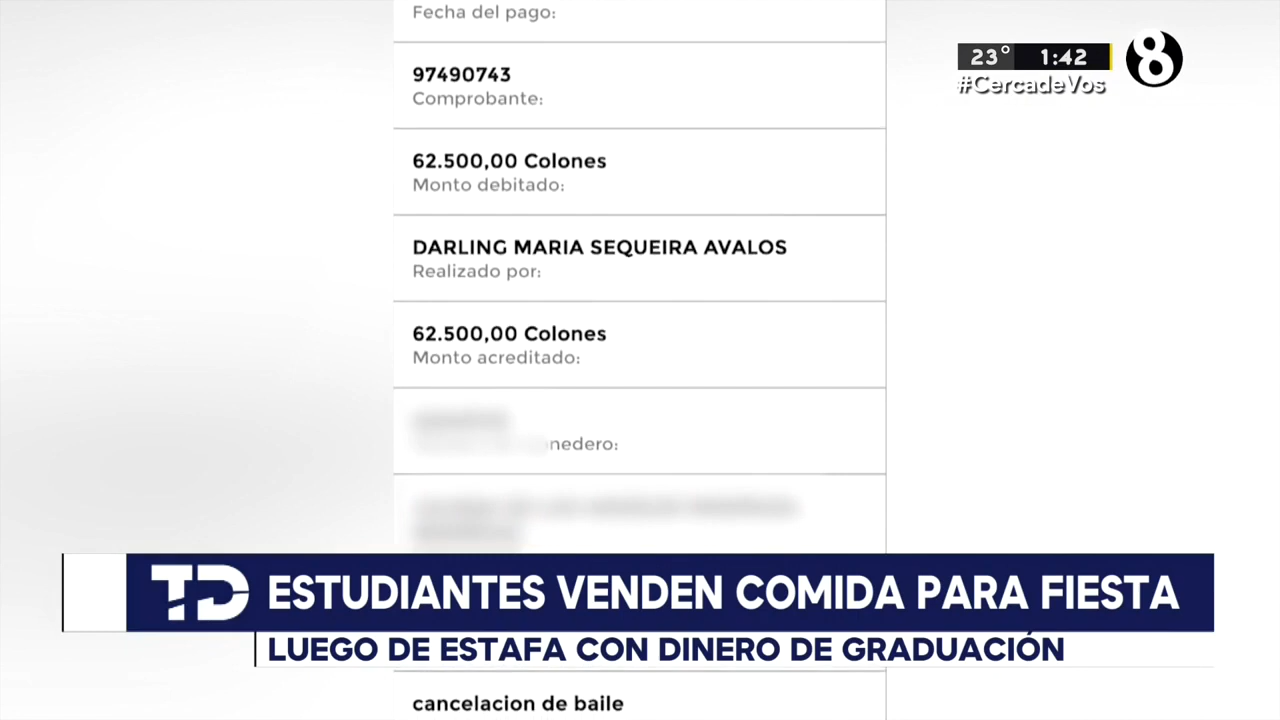 Fecha del pago:
97490743
Comprobante:
62.500,00 Colones
Monto debitado:
DARLING MARIA SEQUEIRA AVALOS
Realizado por:
62.500,00 Colones
Monto acreditado:
nedero:
cancelacion de baile
23° 1:42
#CercadeVos
8
TD ESTUDIANTES VENDEN COMIDA PARA FIESTA
LUEGO DE ESTAFA CON DINERO DE GRADUACIÓN